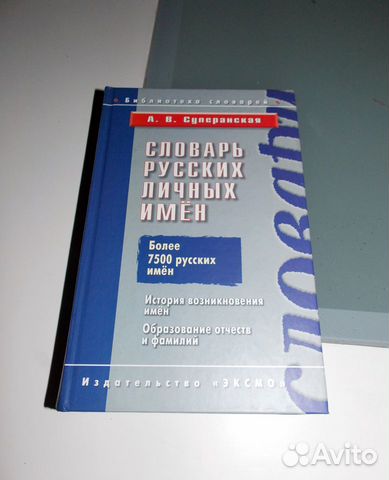 Библиотека словарей
А. В. Суперанская
СЛОВАРЬ
РУССКИХ
ЛИЧНЫХ
ИМЁН
Более
7500 русских
имён
История возникновения
имён
Образование отчеств
и фамилий
Издательство «ЭКСМО»
словари
Avito